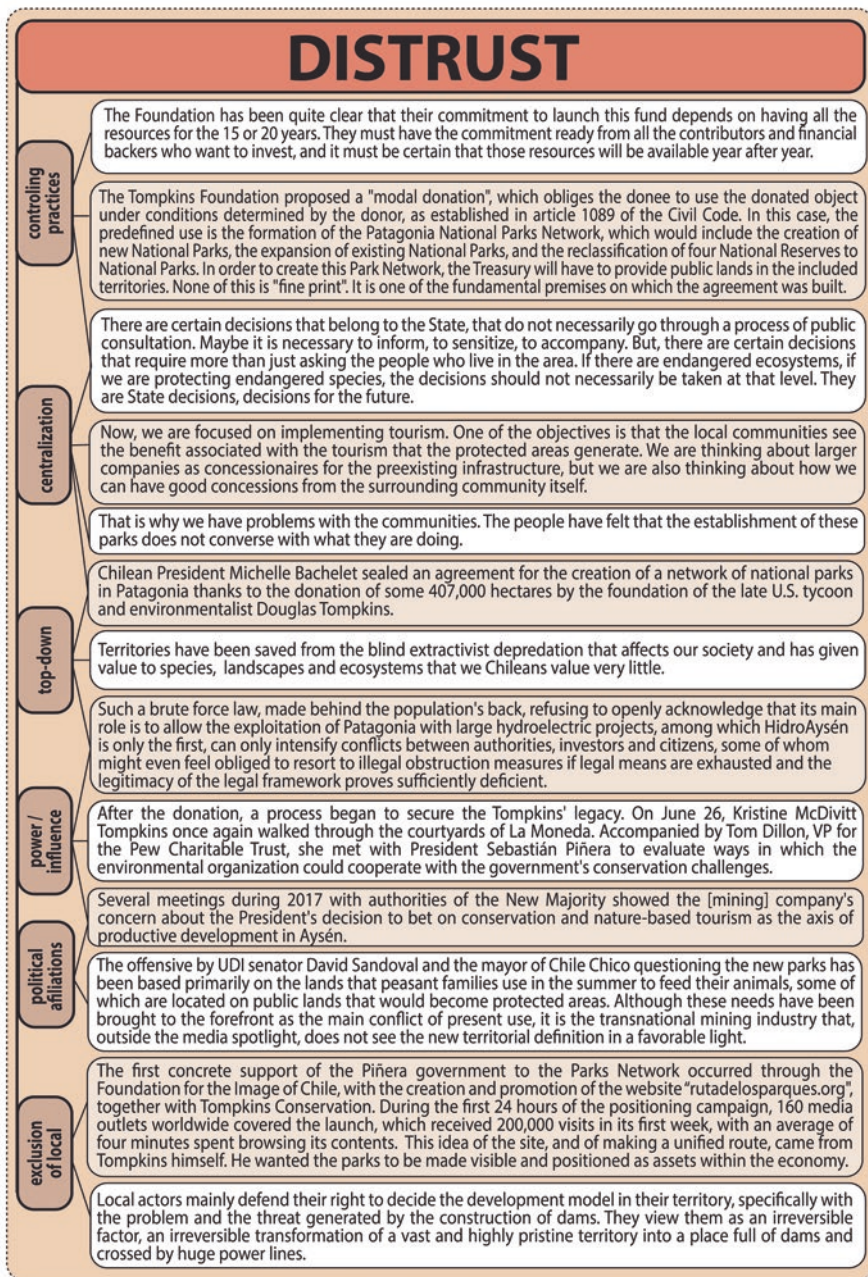 DISTRUST
controling
practices
The Foundation has been quite clear that their commitment to launch this fund depends on having all the
resources for the 15 or 20 years. They must have the commitment ready from all the contributors and financial
backers who want to invest, and it must be certain that those resources will be available year after year.
The Tompkins Foundation proposed a "modal donation", which obliges the donee to use the donated object
under conditions determined by the donor, as established in article 1089 of the Civil Code. In this case, the
predefined use is the formation of the Patagonia National Parks Network, which would include the creation of
new National Parks, the expansion of existing National Parks, and the reclassification of four National Reserves to
National Parks. In order to create this Park Network, the Treasury will have to provide public lands in the included
territories. None of this is "fine print". It is one of the fundamental premises on which the agreement was built.
centralization
There are certain decisions that belong to the State, that do not necessarily go through a process of public
consultation. Maybe it is necessary to inform, to sensitize, to accompany. But, there are certain decisions
that require more than just asking the people who live in the area. If there are endangered ecosystems, if
we are protecting endangered species, the decisions should not necessarily be taken at that level. They
are State decisions, decisions for the future.
Now, we are focused on implementing tourism. One of the objectives is that the local communities see
the benefit associated with the tourism that the protected areas generate. We are thinking about larger
companies as concessionaires for the preexisting infrastructure, but we are also thinking about how we
can have good concessions from the surrounding community itself.
That is why we have problems with the communities. The people have felt that the establishment of these
parks does not converse with what they are doing.
top-down
Chilean President Michelle Bachelet sealed an agreement for the creation of a network of national parks
in Patagonia thanks to the donation of some 407,000 hectares by the foundation of the late U.S. tycoon
and environmentalist Douglas Tompkins.
Territories have been saved from the blind extractivist depredation that affects our society and has given
value to species, landscapes and ecosystems that we Chileans value very little.
Such a brute force law, made behind the population's back, refusing to openly acknowledge that its main
role is to allow the exploitation of Patagonia with large hydroelectric projects, among which HidroAysén
is only the first, can only intensify conflicts between authorities, investors and citizens, some of whom
might even feel obliged to resort to illegal obstruction measures if legal means are exhausted and the
legitimacy of the legal framework proves sufficiently deficient.
power /
influence
After the donation, a process began to secure the Tompkins' legacy. On June 26, Kristine McDivitt
Tompkins once again walked through the courtyards of La Moneda. Accompanied by Tom Dillon, VP for
the Pew Charitable Trust, she met with President Sebastián Piñera to evaluate ways in which the
environmental organization could cooperate with the government's conservation challenges.
Several meetings during 2017 with authorities of the New Majority showed the [mining] company's
concern about the President's decision to bet on conservation and nature-based tourism as the axis of
productive development in Aysén.
political
afiliations
The offensive by UDI senator David Sandoval and the mayor of Chile Chico questioning the new parks has
been based primarily on the lands that peasant families use in the summer to feed their animals, some of
which are located on public lands that would become protected areas. Although these needs have been
brought to the forefront as the main conflict of present use, it is the transnational mining industry that,
outside the media spotlight, does not see the new territorial definition in a favorable light.
exclusion
of local
The first concrete support of the Piñera government to the Parks Network occurred through the
Foundation for the Image of Chile, with the creation and promotion of the website "rutadelosparques.org",
together with Tompkins Conservation. During the first 24 hours of the positioning campaign, 160 media
outlets worldwide covered the launch, which received 200,000 visits in its first week, with an average of
four minutes spent browsing its contents. This idea of the site, and of making a unified route, came from
Tompkins himself. He wanted the parks to be made visible and positioned as assets within the economy.
Local actors mainly defend their right to decide the development model in their territory, specifically with
the problem and the threat generated by the construction of dams. They view them as an irreversible
factor, an irreversible transformation of a vast and highly pristine territory into a place full of dams and
crossed by huge power lines.